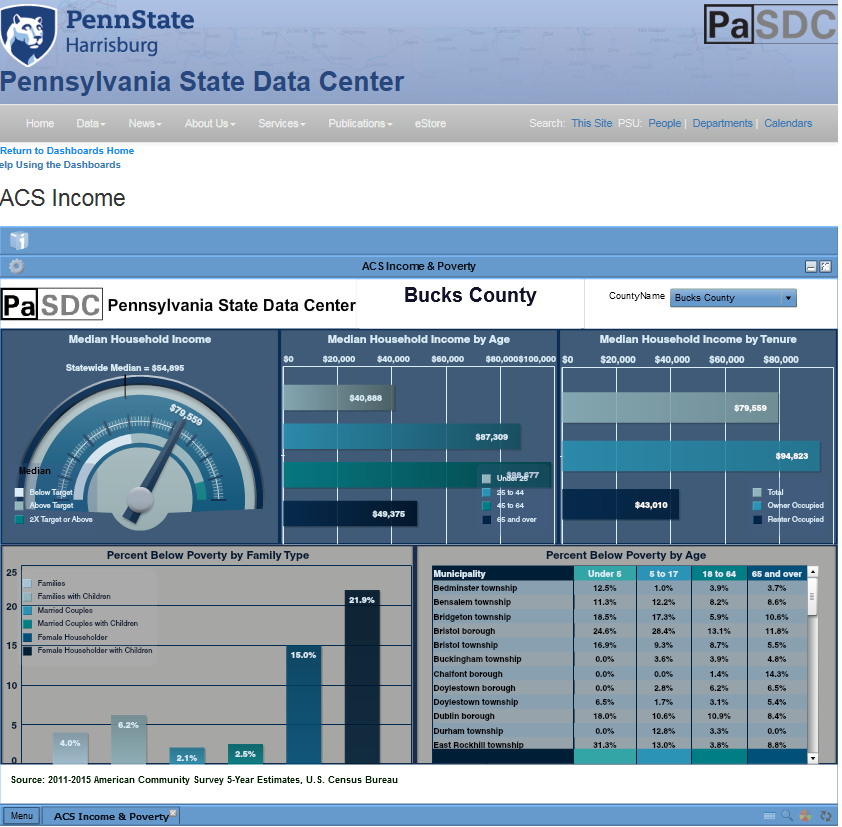 PennState
Harrisburg
PaSDC
Pennsylvania State Data Center
Home Data News About Us Services Publications eStore Search: This Site PSU: People | Departments | Calendars
Return to Dashboards Home
elp Using the Dashboards
ACS Income
1
ACS Income & Poverty
PaSDC Pennsylvania State Data Center
Bucks County
CountyName Bucks County
Median Household Income
Statewide Median = $54,895
$79,559
Median
Below Target
Above Target
2X Target or Above
Median Household Income by Age
$0 $20,000 $40,000 $60,000 $80,000 $100,000
$40,888
$87,309
$49,375
Under 25
25 to 44
45 to 64
65 and over
Median Household Income by Tenure
$0 $20,000 $40,000 $60,000 $80,000
$79,559
$94,823
$43,010
Total
Owner Occupied
Renter Occupied
Percent Below Poverty by Family Type
25
20
15
10
5
0
Families
Families with Children
Married Couples
Married Couples with Children
Female Householder
Female Householder with Children
4.0%
6.2%
2.1%
2.5%
15.0%
21.9%
Percent Below Poverty by Age
Municipality Under 5 5 to 17 18 to 64 65 and over
Bedminster township 12.5% 1.0% 3.9% 3.7%
Bensalem township 11.3% 12.2% 8.2% 8.6%
Bridgeton township 18.5% 17.3% 5.9% 10.6%
Bristol borough 24.6% 28.4% 13.1% 11.8%
Bristol township 16.9% 9.3% 8.7% 5.5%
Buckingham township 0.0% 3.6% 3.9% 4.8%
Chalfont borough 0.0% 0.0% 1.4% 14.3%
Doylestown borough 0.0% 2.8% 6.2% 6.5%
Doylestown township 6.5% 1.7% 3.1% 5.4%
Dublin borough 18.0% 10.6% 10.9% 8.4%
Durham township 0.0% 12.8% 3.3% 0.0%
East Rockhill township 31.3% 13.0% 3.8% 8.8%
Source: 2011-2015 American Community Survey 5-Year Estimates, U.S. Census Bureau
Menu ACS Income & Poverty